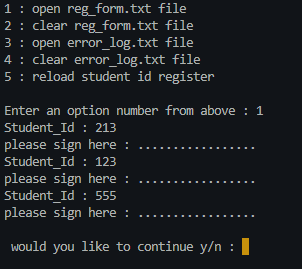 1 : open reg_form.txt file
2 : clear reg_form.txt file
3 : open error_log.txt file
4 : clear error_log.txt file
5 : reload student id register
Enter an option number from above : 1
Student_Id : 213
please sign here : .................
Student_Id : 123
please sign here : .................
Student_Id : 555
please sign here : .................
would you like to continue y/n :